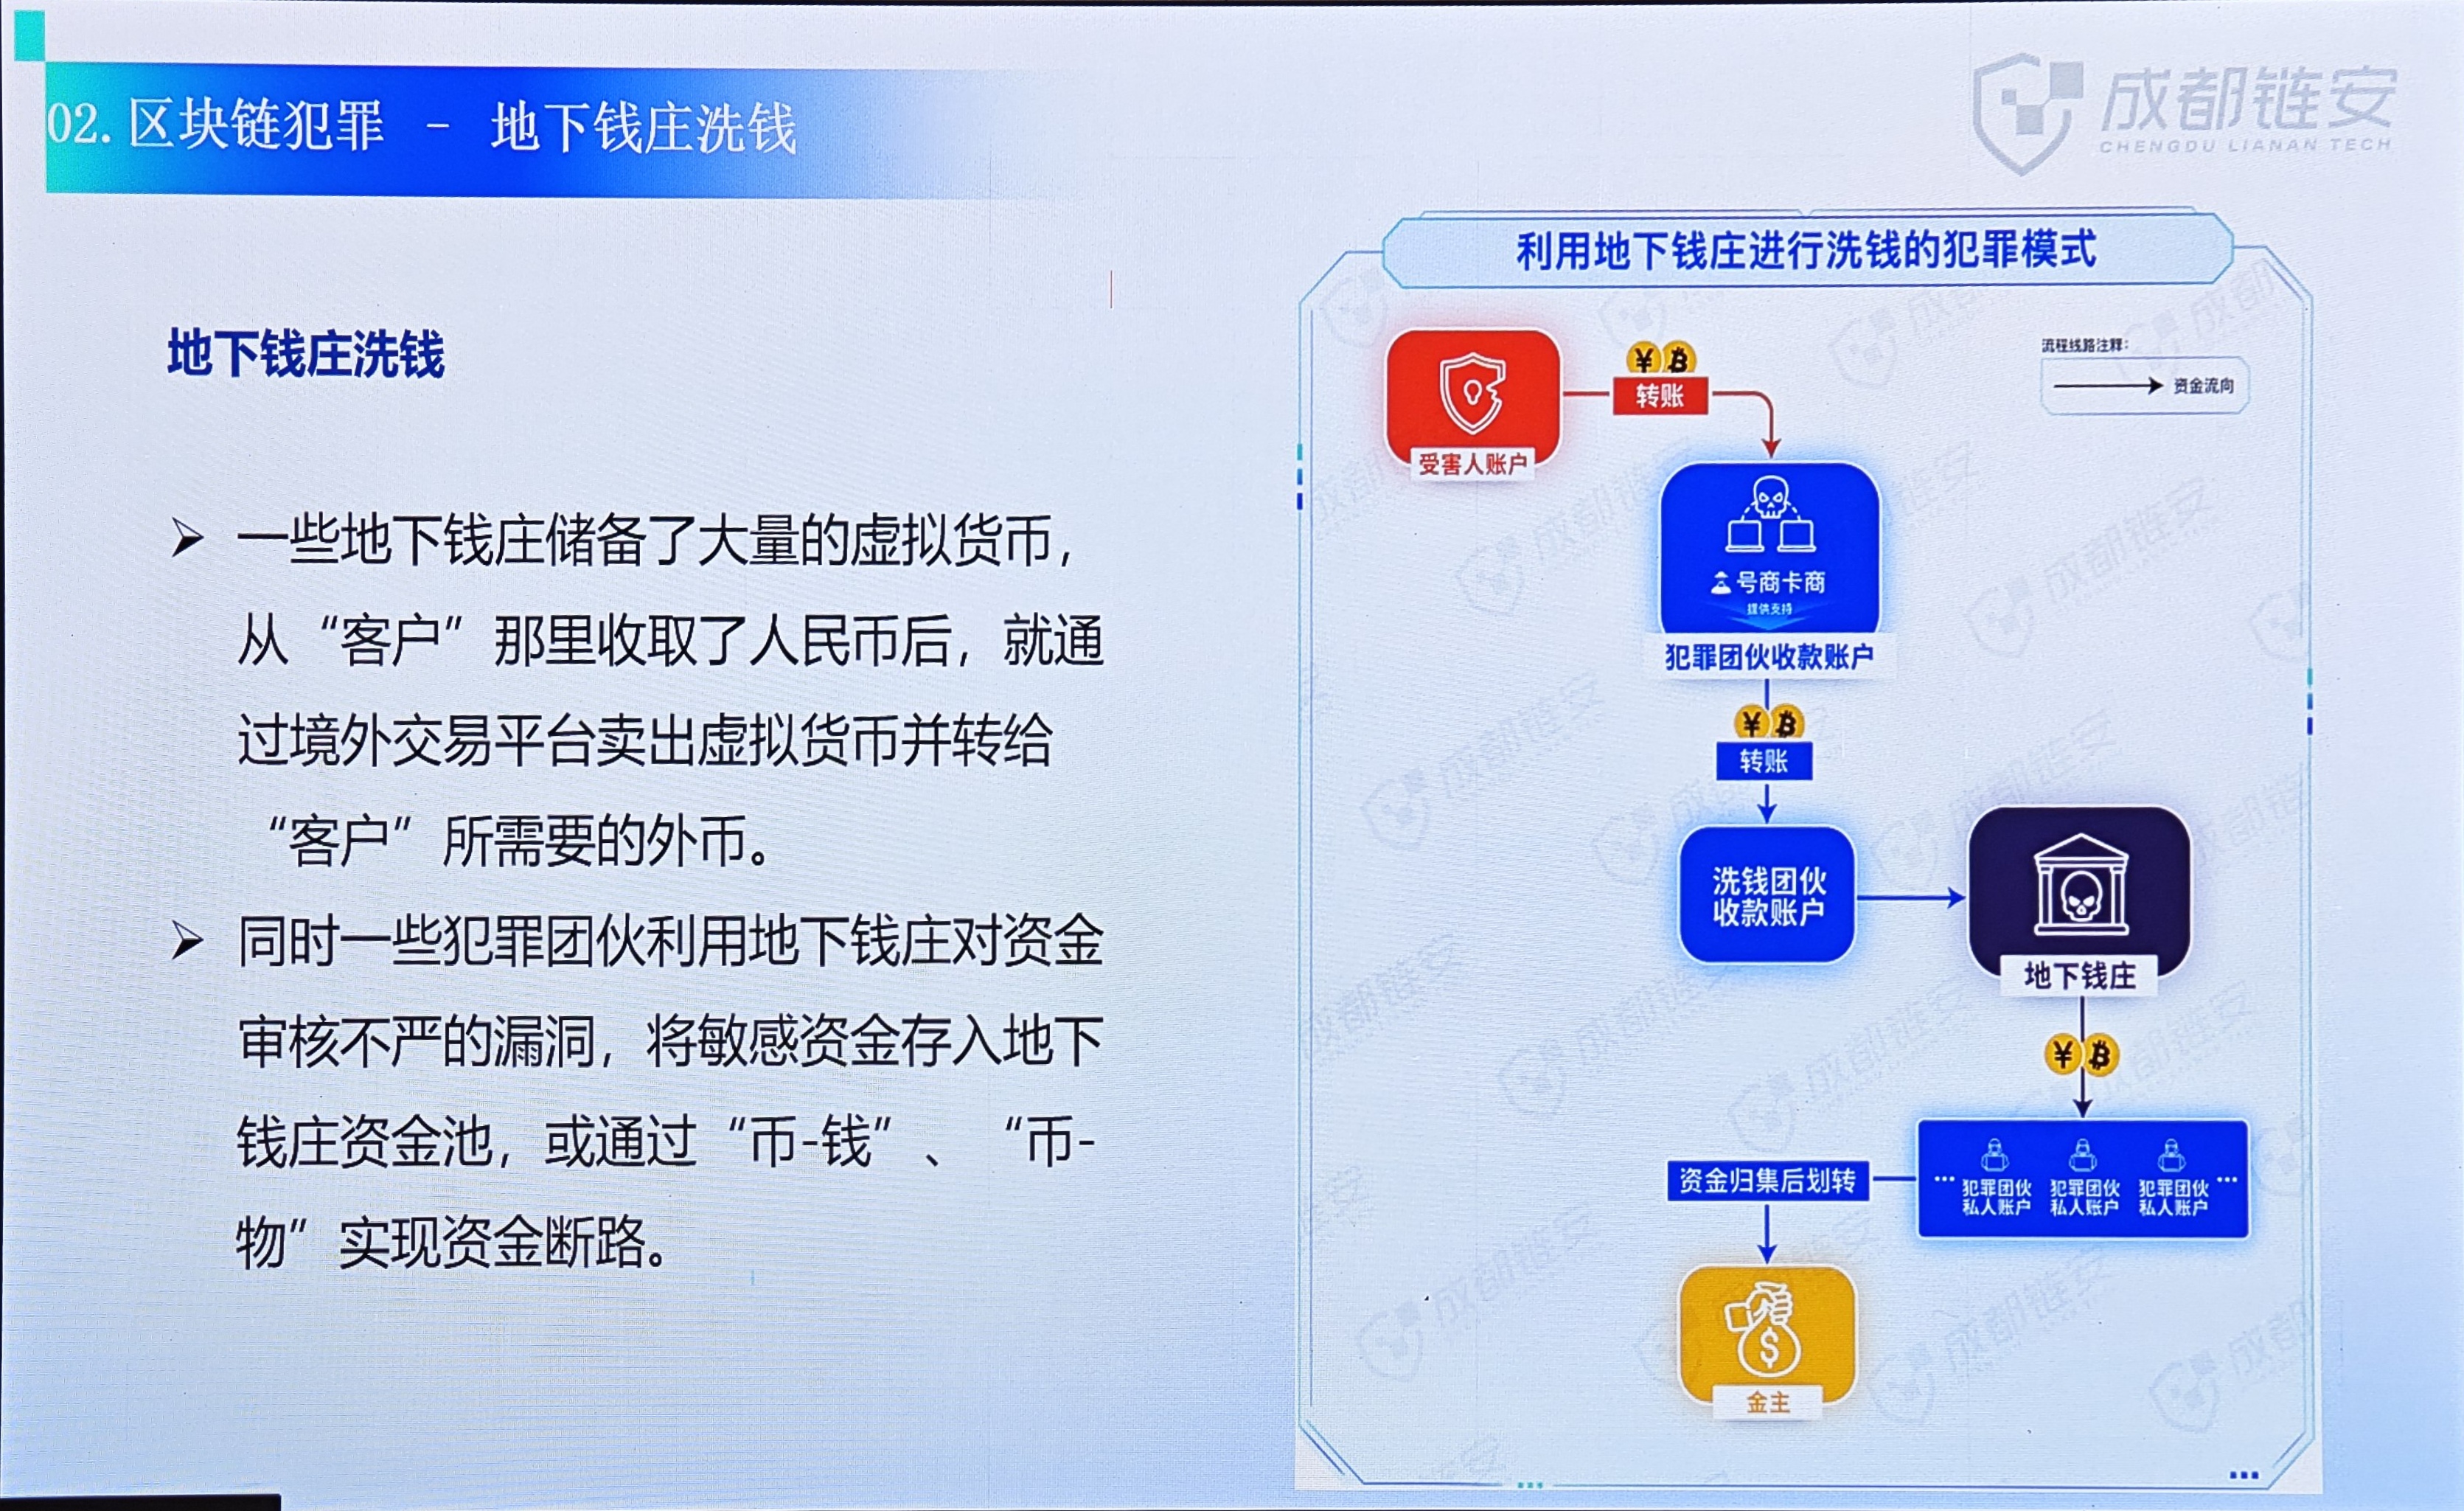 02.区块链犯罪 - 地下钱庄洗钱
成都链安
CHENGDU LIANAN TECH
地下钱庄洗钱
一些地下钱庄储备了大量的虚拟货币，
从“客户”那里收取了人民币后，就通
过境外交易平台卖出虚拟货币并转给
“客户”所需要的外币。
同时一些犯罪团伙利用地下钱庄对资金
审核不严的漏洞，将敏感资金存入地下
钱庄资金池，或通过“币-钱”、“币-
物”实现资金断路。
利用地下钱庄进行洗钱的犯罪模式
流程线路注释：
资金流向
转账
受害人账户
号商卡商
提供支持
犯罪团伙收款账户
转账
洗钱团伙
收款账户
地下钱庄
资金归集后划转
... 犯罪团伙 犯罪团伙 犯罪团伙 ...
私人账户 私人账户 私人账户
金主